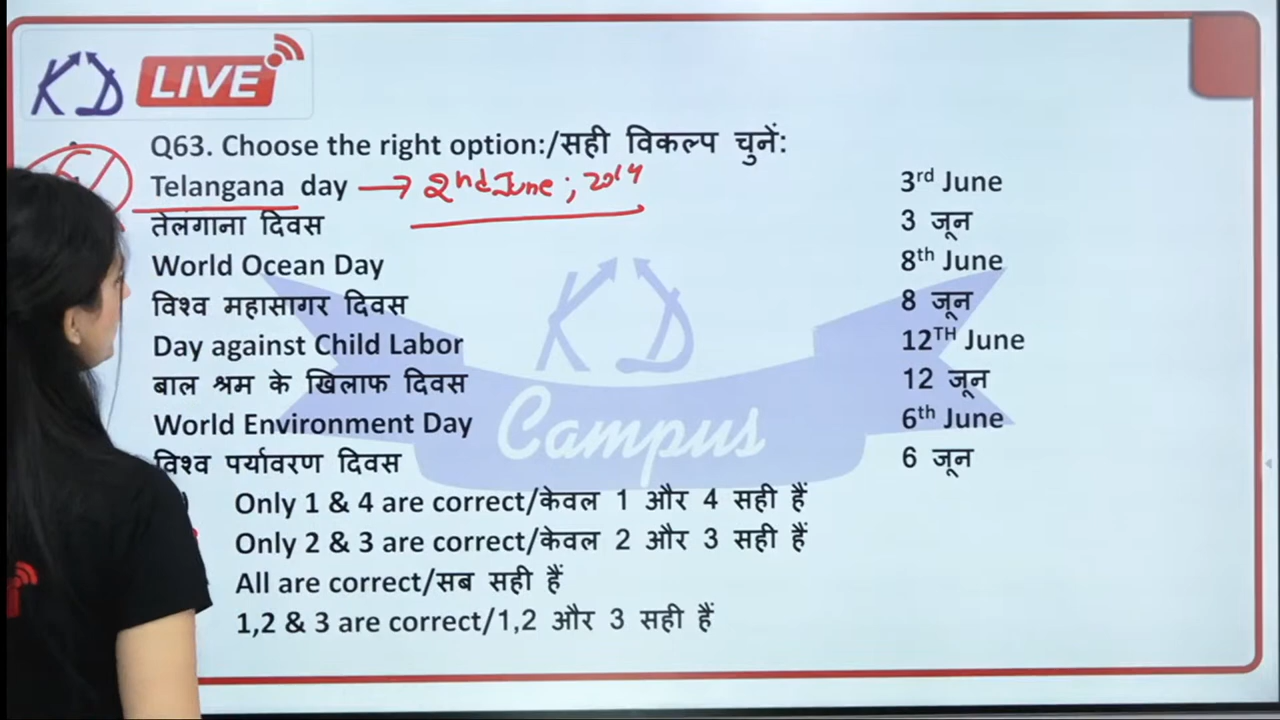 KD LIVE
Q63. Choose the right option:/सही विकल्प चुनें:
Telangana day → 2nd June; 2014 3rd June
तेलंगाना दिवस 3 जून
World Ocean Day 8th June
विश्व महासागर दिवस 8 जून
Day against Child Labor 12TH June
बाल श्रम के खिलाफ दिवस 12 जून
World Environment Day 6th June
विश्व पर्यावरण दिवस 6 जून
KD Campus
Only 1 & 4 are correct/केवल 1 और 4 सही हैं
Only 2 & 3 are correct/केवल 2 और 3 सही हैं
All are correct/सब सही हैं
1,2 & 3 are correct/1,2 और 3 सही हैं